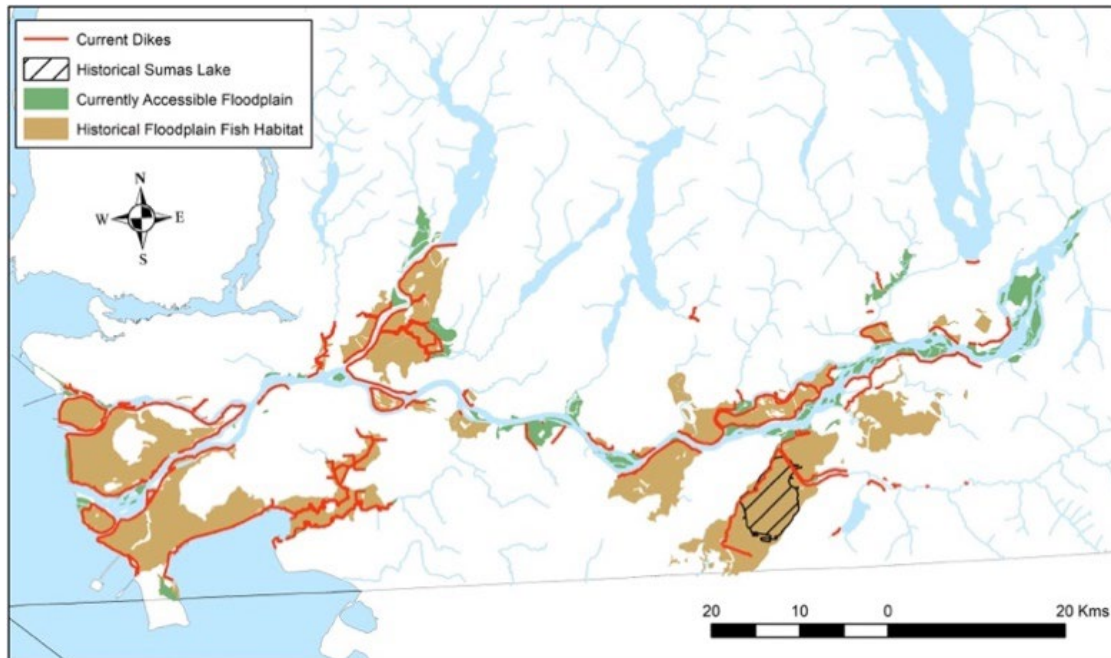 Current Dikes
Historical Sumas Lake
Currently Accessible Floodplain
Historical Floodplain Fish Habitat
N
W E
S
20 10 0 20 Kms